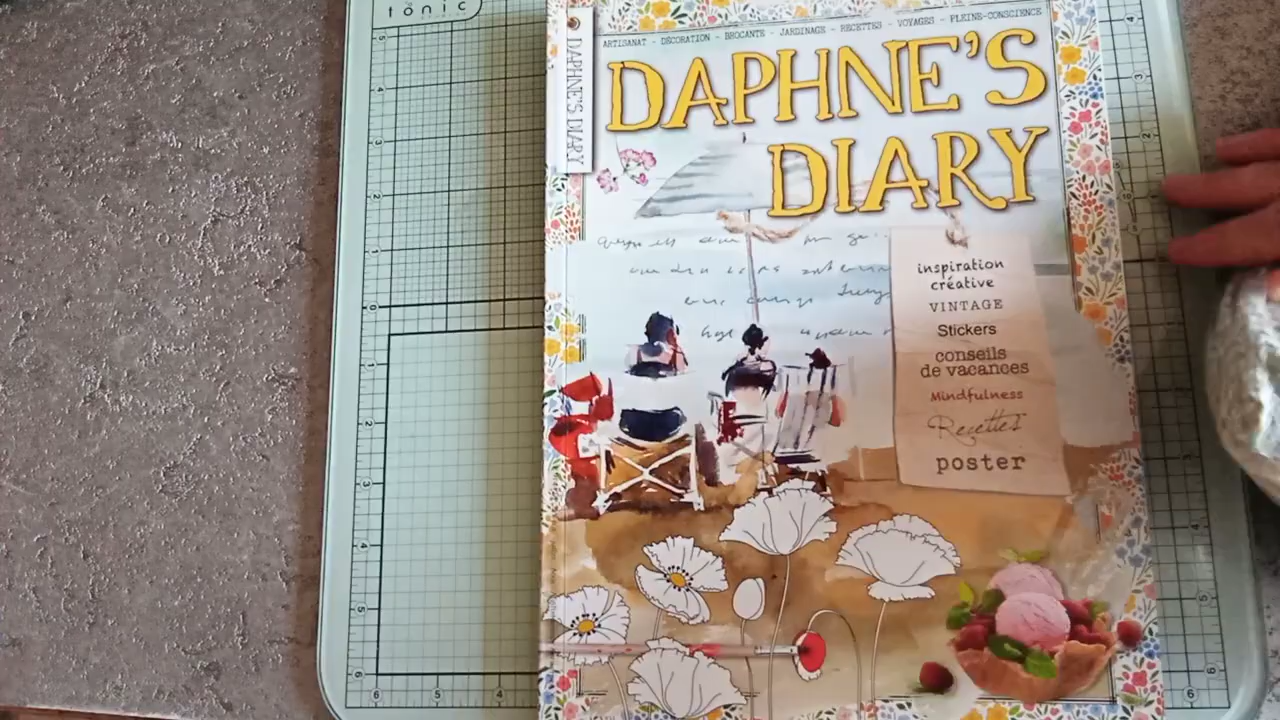 tonic
ARTISANAT - DÉCORATION - BROCANTE - JARDINAGE - RECETTES - VOYAGES - PLEINE-CONSCIENCE
DAPHNE'S DIARY
DAPHNE'S
DIARY
inspiration
créative
VINTAGE
Stickers
conseils
de vacances
Mindfulness
Recettes
poster